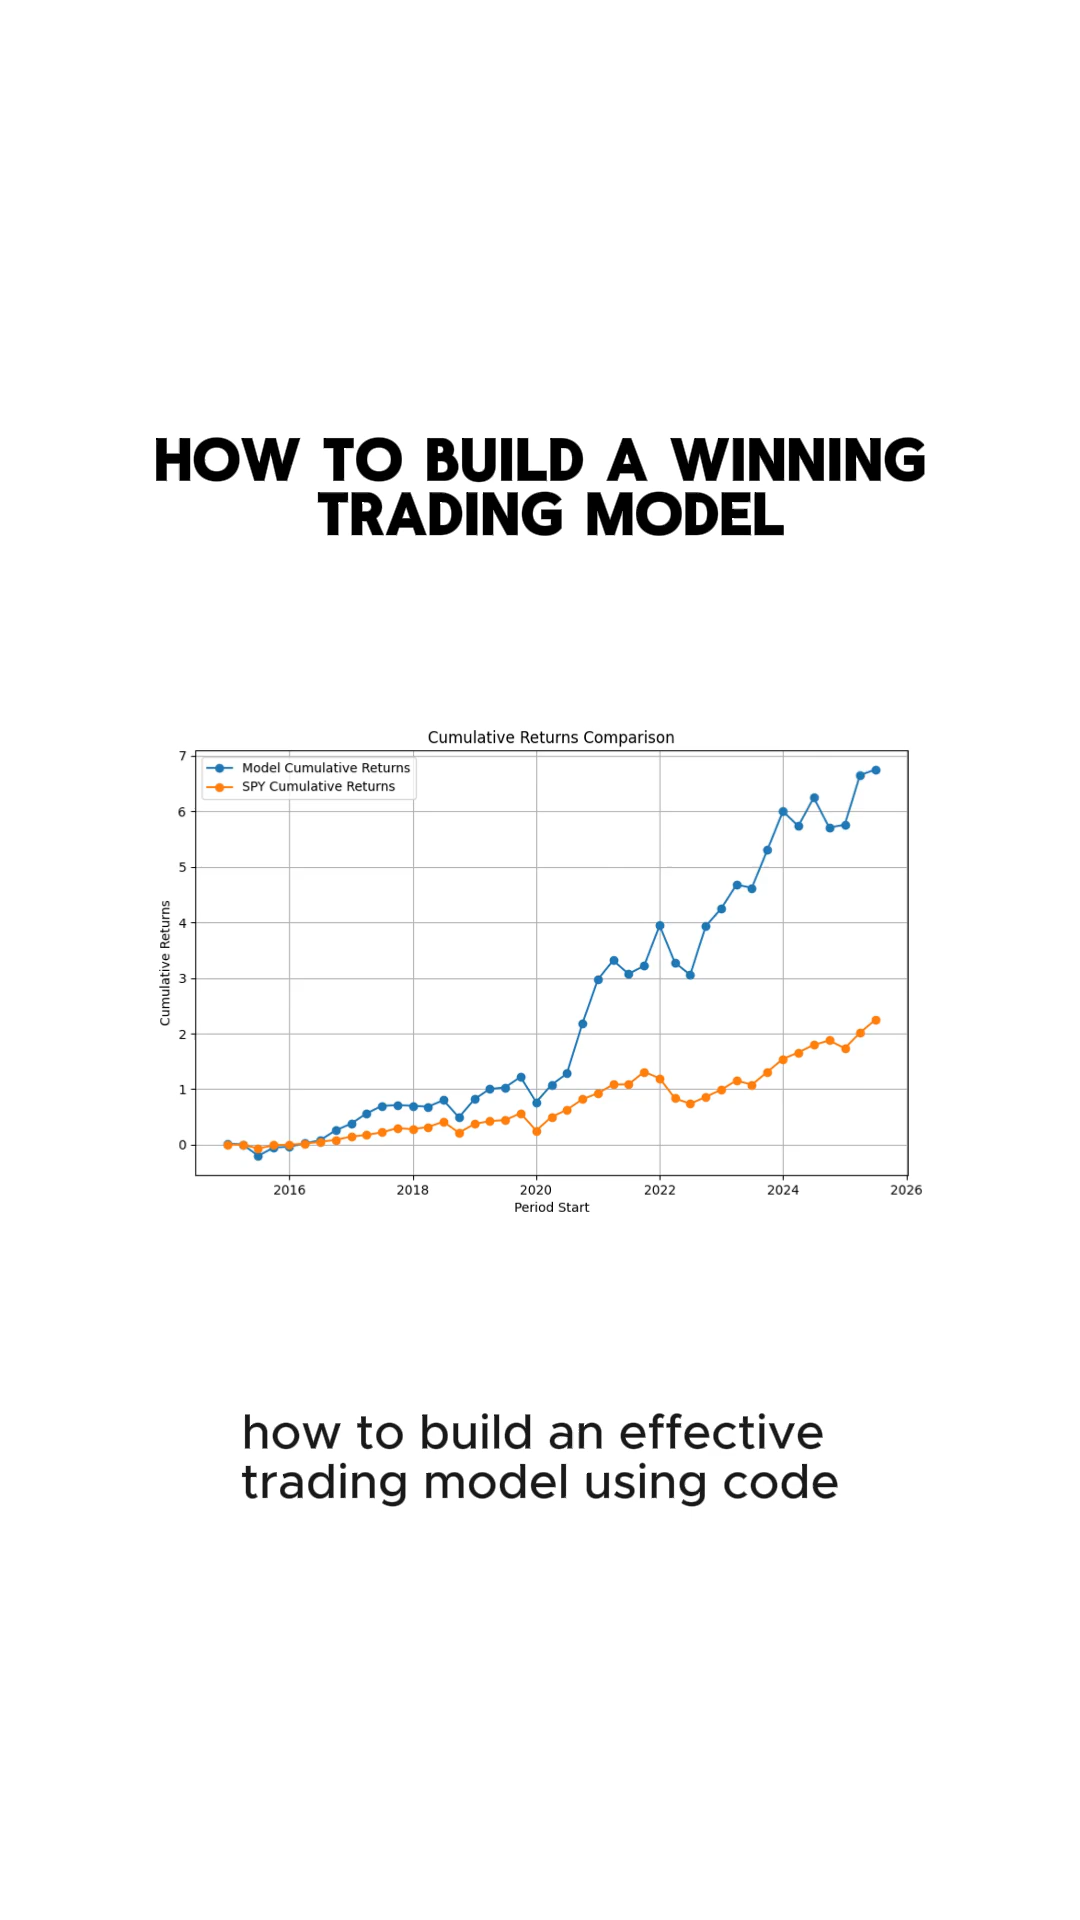 HOW TO BUILD A WINNING
TRADING MODEL
Cumulative Returns Comparison
Model Cumulative Returns
SPY Cumulative Returns
Cumulative Returns
7
6
5
4
3
2
1
0
2016 2018 2020 2022 2024 2026
Period Start
how to build an effective
trading model using code